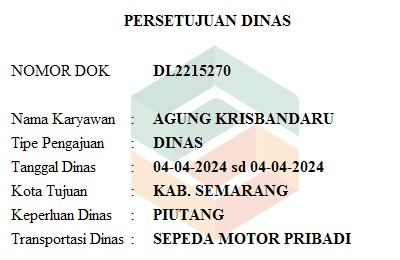 PERSETUJUAN DINAS
NOMOR DOK DL2215270
Nama Karyawan : AGUNG KRISBANDARU
Tipe Pengajuan : DINAS
Tanggal Dinas : 04-04-2024 sd 04-04-2024
Kota Tujuan : KAB. SEMARANG
Keperluan Dinas : PIUTANG
Transportasi Dinas : SEPEDA MOTOR PRIBADI